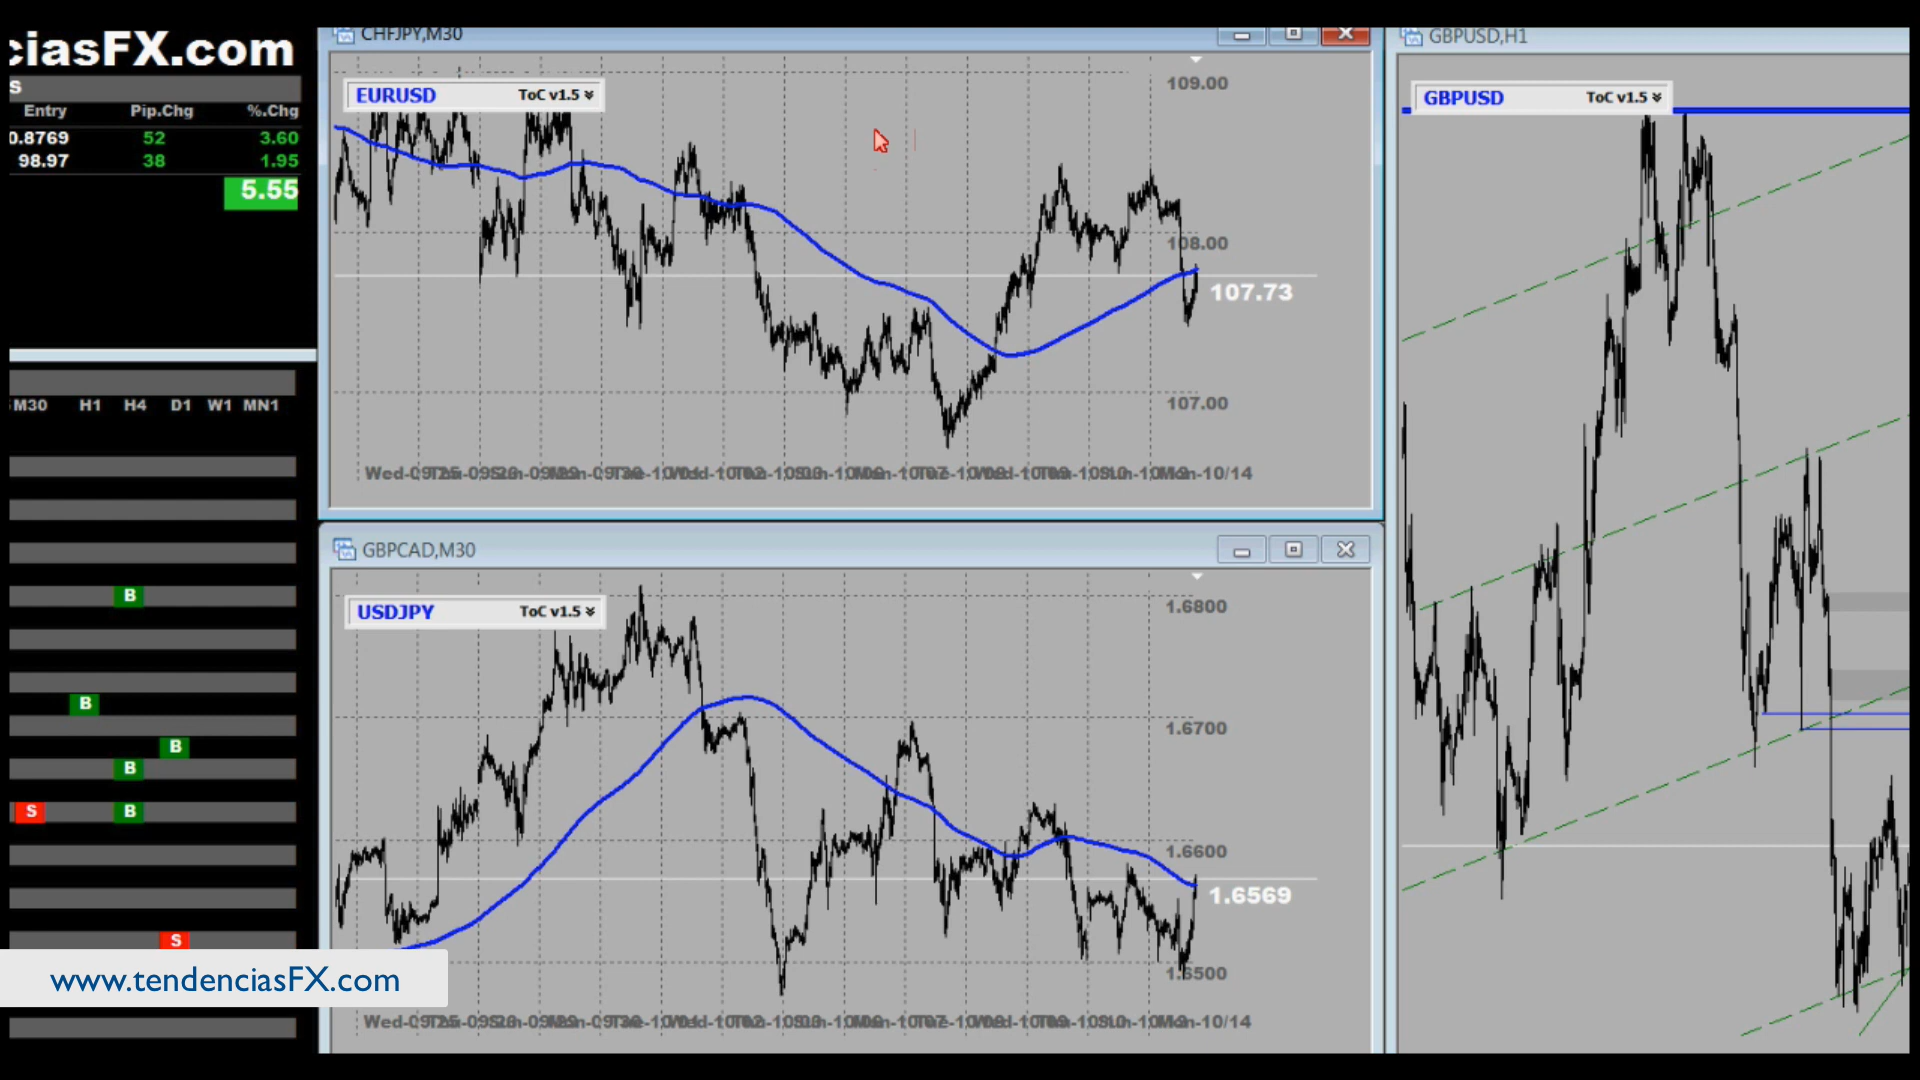 ciasFX.com
S
Entry Pip.Chg %.Chg
0.8769 52 3.60
98.97 38 1.95
5.55
M30 H1 H4 D1 W1 MN1
B
B
B
B
S B
S
www.tendenciasFX.com
CHFJPY,M30
EURUSD ToC v1.5
109.00
108.00
107.73
107.00
GBPCAD,M30
USDJPY ToC v1.5
1.6800
1.6700
1.6600
1.6569
1.6500
GBPUSD,H1
GBPUSD ToC v1.5